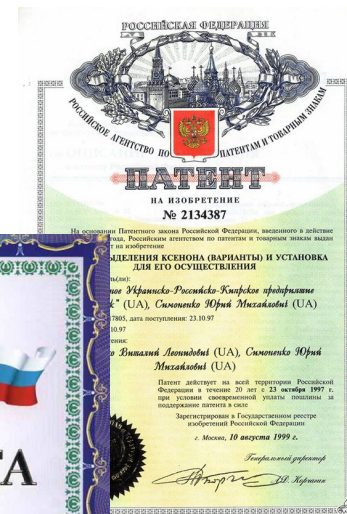 РОССИЙСКАЯ ФЕДЕРАЦИЯ
РОССИЙСКОЕ АГЕНТСТВО ПО ПАТЕНТАМ И ТОВАРНЫМ ЗНАКАМ
ПАТЕНТ
НА ИЗОБРЕТЕНИЕ
№ 2134387
На основании Патентного закона Российской Федерации, введенного в действие
года, Российским агентством по патентам и товарным знакам выдан
на изобретение
ВЫДЕЛЕНИЯ КСЕНОНА (ВАРИАНТЫ) И УСТАНОВКА
ДЛЯ ЕГО ОСУЩЕСТВЛЕНИЯ
Украинско-Российско-Кипрское предприятие
(UA), Симоненко Юрий Михайлович (UA)
7805, дата поступления: 23.10.97
10.97
Виталий Леонидович (UA), Симоненко Юрий
Михайлович (UA)
Патент действует на всей территории Российской
Федерации в течение 20 лет с 23 октября 1997 г.
при условии своевременной уплаты пошлины за
поддержание патента в силе
Зарегистрирован в Государственном реестре
изобретений Российской Федерации
г. Москва, 10 августа 1999 г.
Генеральный директор
А.Д. Корчагин
ТА